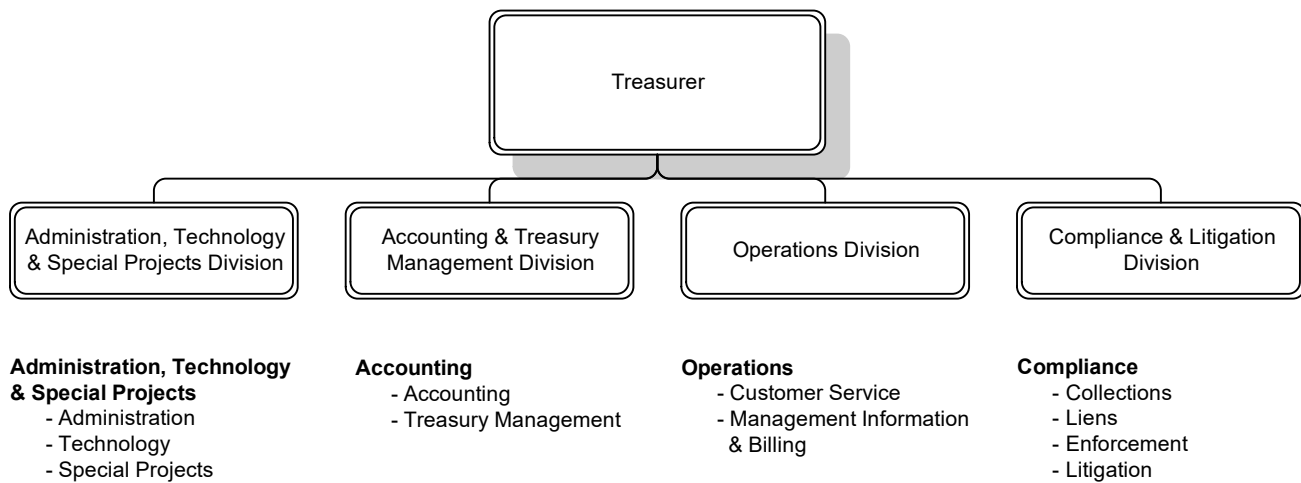 Treasurer
Administration, Technology
& Special Projects Division
Accounting & Treasury
Management Division
Operations Division
Compliance & Litigation
Division
Administration, Technology
& Special Projects
- Administration
- Technology
- Special Projects
Accounting
- Accounting
- Treasury Management
Operations
- Customer Service
- Management Information
& Billing
Compliance
- Collections
- Liens
- Enforcement
- Litigation